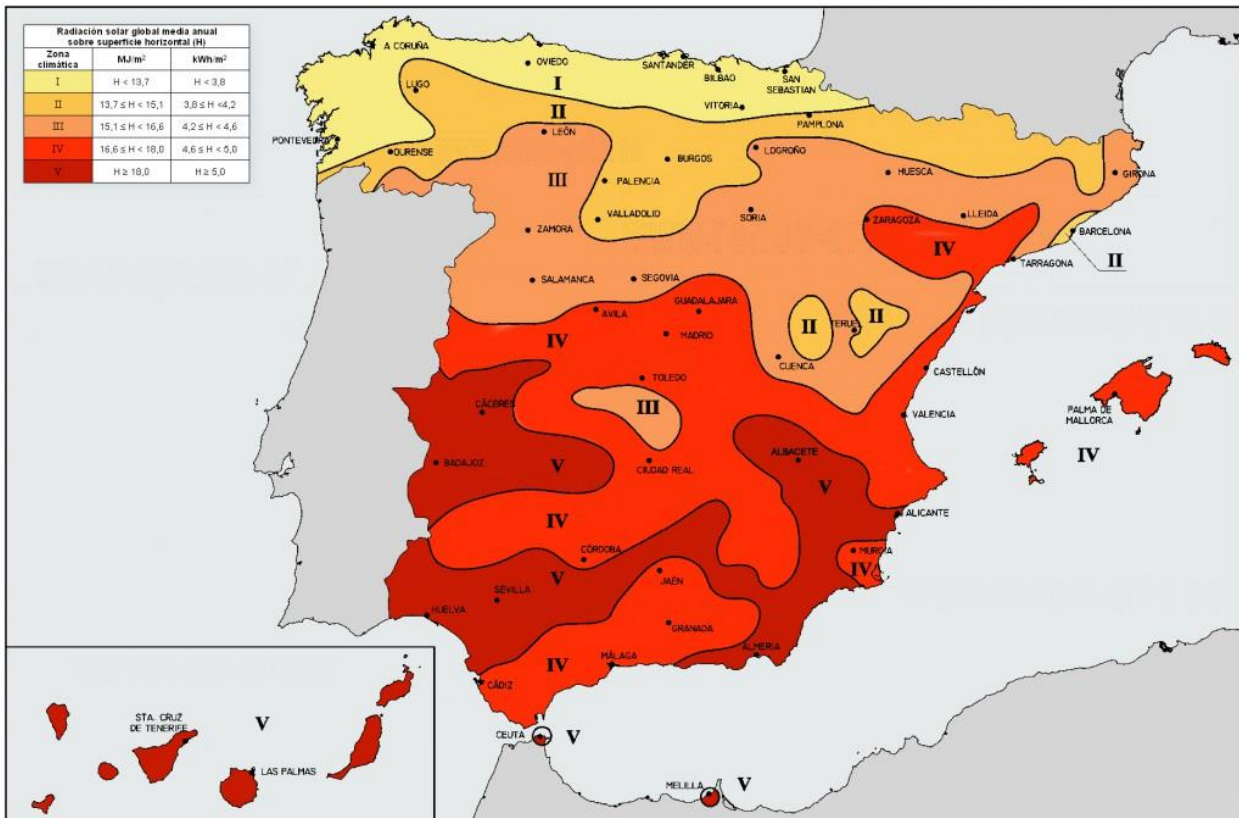 Radiación solar global media anual
sobre superficie horizontal (H)
Zona climática MJ/m² kWh/m²
I H < 13,7 H < 3,8
II 13,7 ≤ H < 15,1 3,8 ≤ H <4,2
III 15,1 ≤ H < 16,6 4,2 ≤ H < 4,6
IV 16,6 ≤ H < 18,0 4,6 ≤ H < 5,0
V H ≥ 18,0 H ≥ 5,0
A CORUÑA
OVIEDO
SANTANDER
BILBAO
SAN
SEBASTIAN
I
LUGO
VITORIA
II
PAMPLONA
PONTEVEDRA
LEÓN
OURENSE
LOGROÑO
BURGOS
HUESCA
GIRONA
III
PALENCIA
VALLADOLID
SORIA
ZARAGOZA
LLEIDA
BARCELONA
ZAMORA
IV
TARRAGONA
II
SALAMANCA
SEGOVIA
GUADALAJARA
AVILA
II
TERUEL
II
MADRID
IV
CUENCA
CASTELLÓN
TOLEDO
CÁCERES
III
VALENCIA
PALMA DE
MALLORCA
IV
BADAJOZ
V
CIUDAD REAL
ALBACETE
V
ALICANTE
IV
CÓRDOBA
MURCIA
IV
V
JAÉN
SEVILLA
HUELVA
GRANADA
ALMERIA
IV
MÁLAGA
CÁDIZ
CEUTA
V
MELILLA
V
STA. CRUZ
DE TENERIFE
V
LAS PALMAS